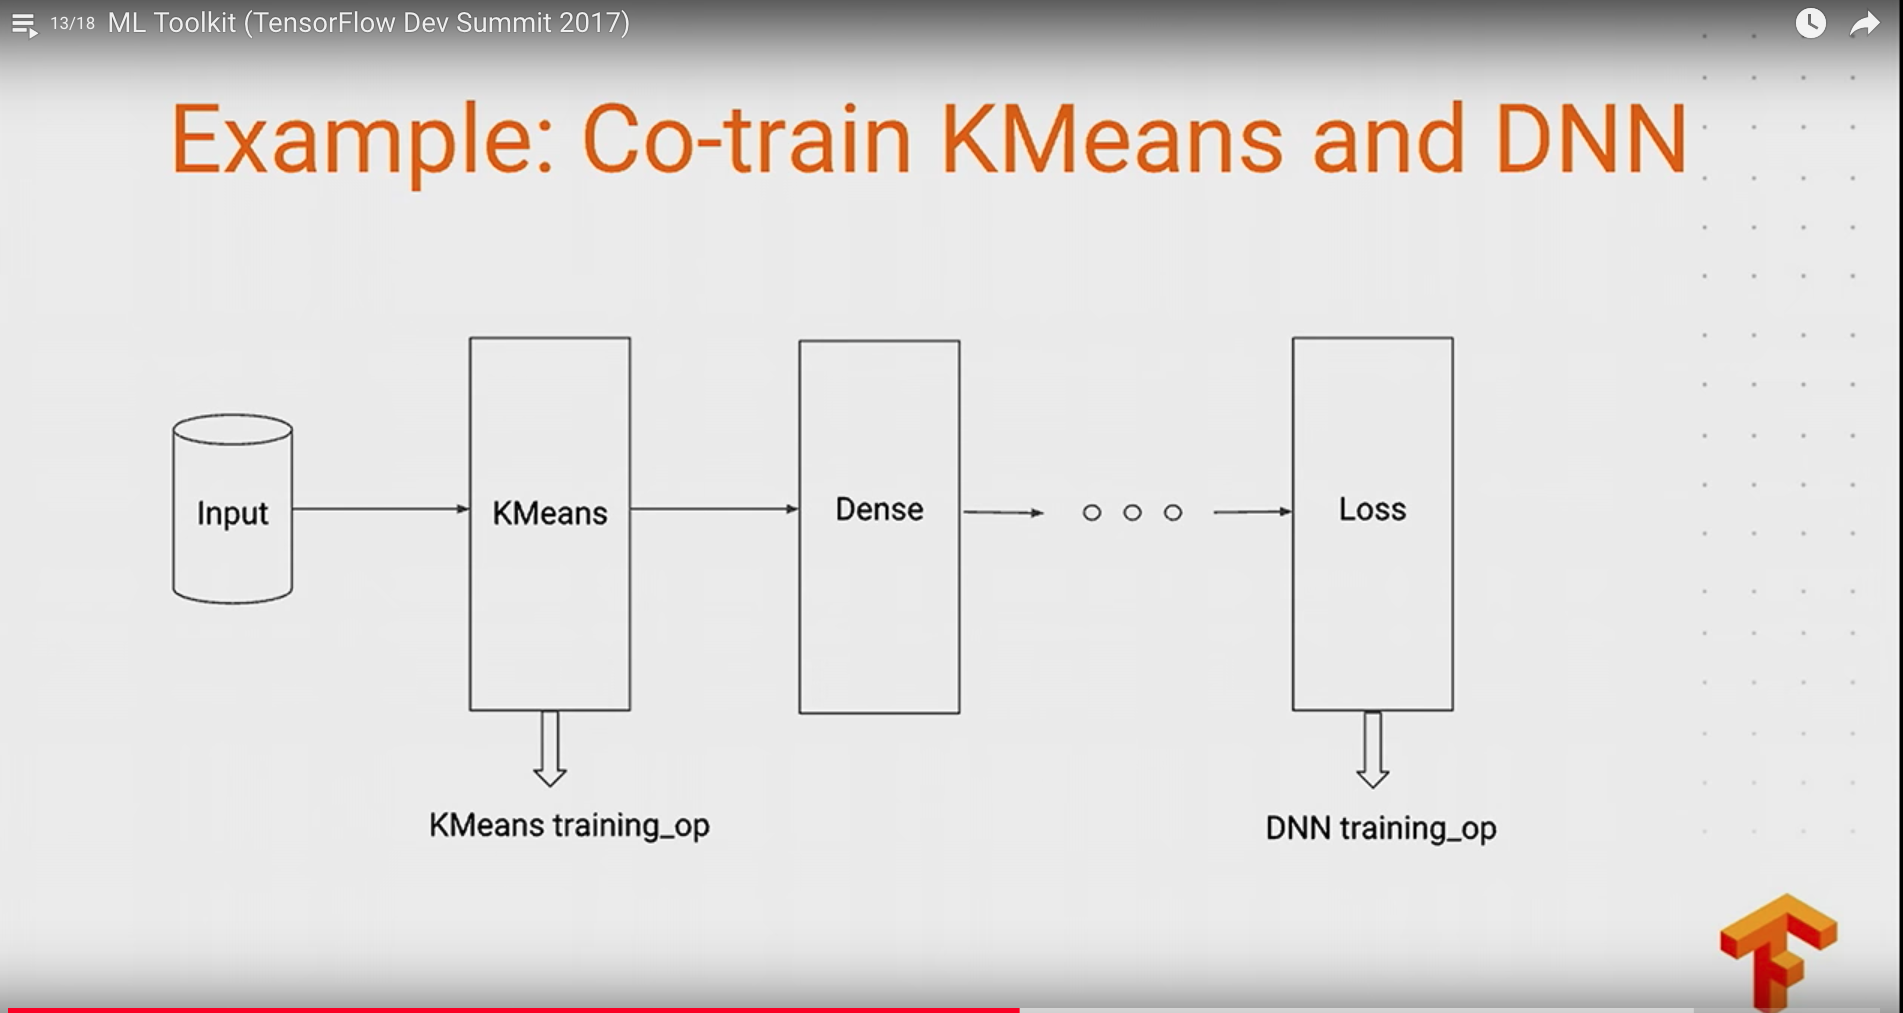 13/18 ML Toolkit (TensorFlow Dev Summit 2017)
Example: Co-train KMeans and DNN
Input
KMeans
Dense
Loss
KMeans training_op
DNN training_op